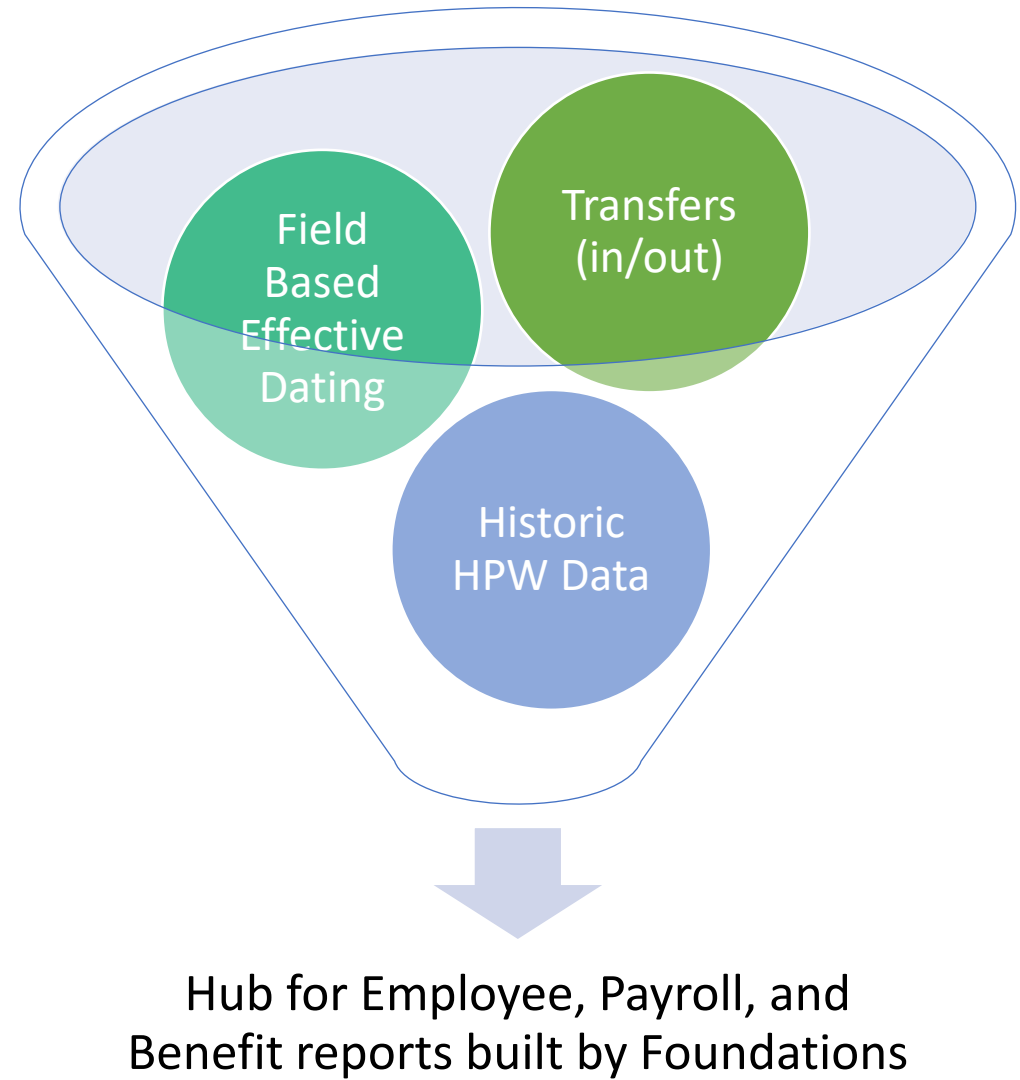 Transfers
(in/out)
Field
Based
Effective
Dating
Historic
HPW Data
Hub for Employee, Payroll, and
Benefit reports built by Foundations